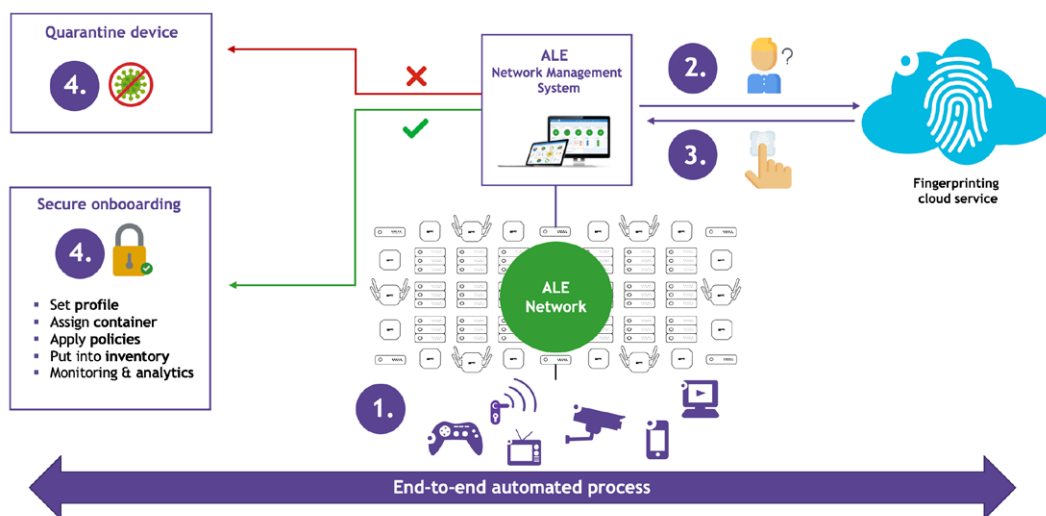 Quarantine device
4.
ALE
Network Management
System
2.
?
3.
Fingerprinting
cloud service
Secure onbooarding
4.
▪ Set profile
▪ Assign container
▪ Apply policies
▪ Put into inventory
▪ Monitoring & analytics
ALE
Network
1.
End-to-end automated process